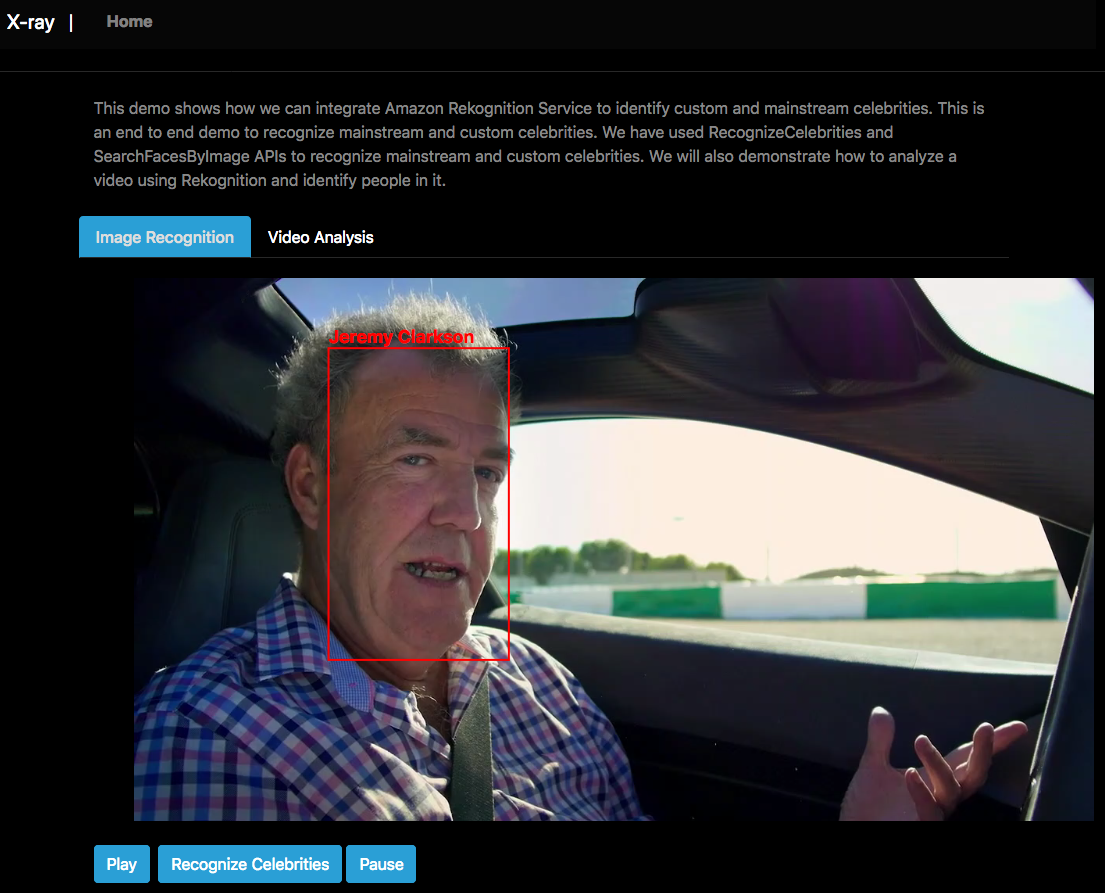 X-ray | Home
This demo shows how we can integrate Amazon Rekognition Service to identify custom and mainstream celebrities. This is
an end to end demo to recognize mainstream and custom celebrities. We have used RecognizeCelebrities and
SearchFacesByImage APIs to recognize mainstream and custom celebrities. We will also demonstrate how to analyze a
video using Rekognition and identify people in it.
Image Recognition Video Analysis
Jeremy Clarkson
Play Recognize Celebrities Pause